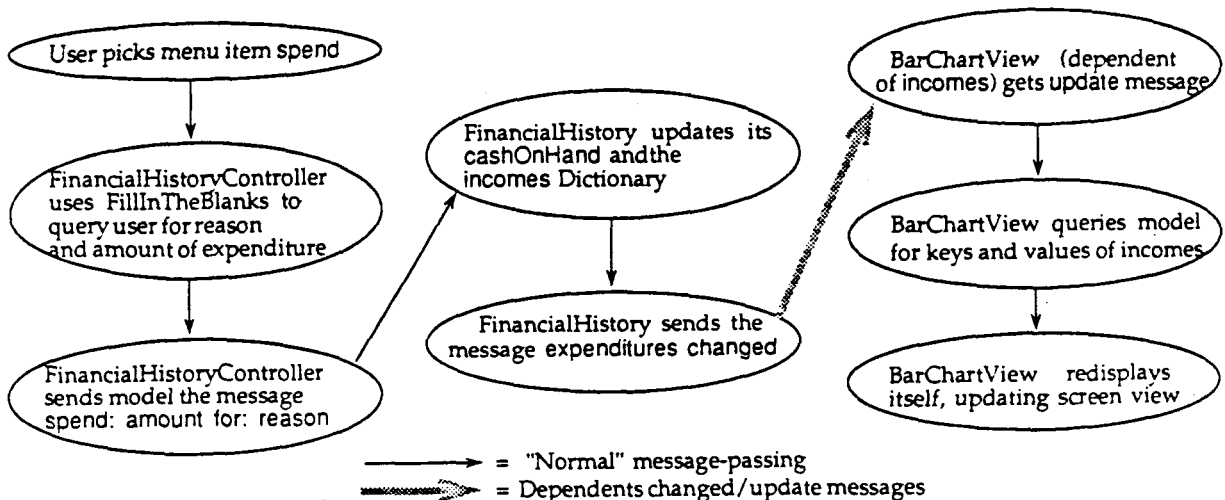 User picks menu item spend
FinancialHistoryController
uses FillInTheBlanks to
query user for reason
and amount of expenditure
FinancialHistoryController
sends model the message
spend: amount for: reason
FinancialHistory updates its
cashOnHand and the
incomes Dictionary
FinancialHistory sends the
message expenditures changed
BarChartView (dependent
of incomes) gets update message
BarChartView queries model
for keys and values of incomes
BarChartView redisplays
itself, updating screen view
= "Normal" message-passing
= Dependents changed/update messages